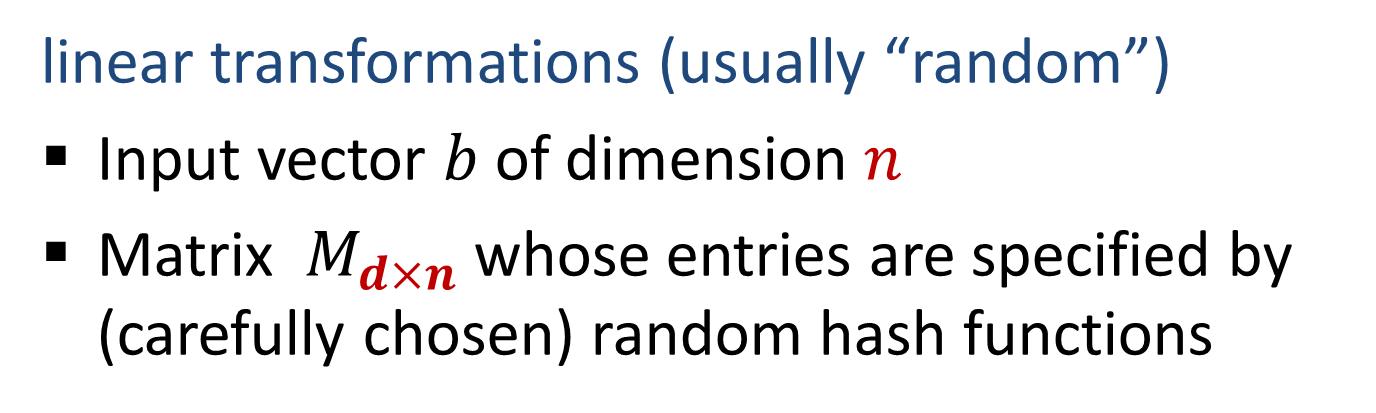 linear transformations (usually “random”)
▪ Input vector b of dimension n
▪ Matrix M_{d×n} whose entries are specified by
(carefully chosen) random hash functions